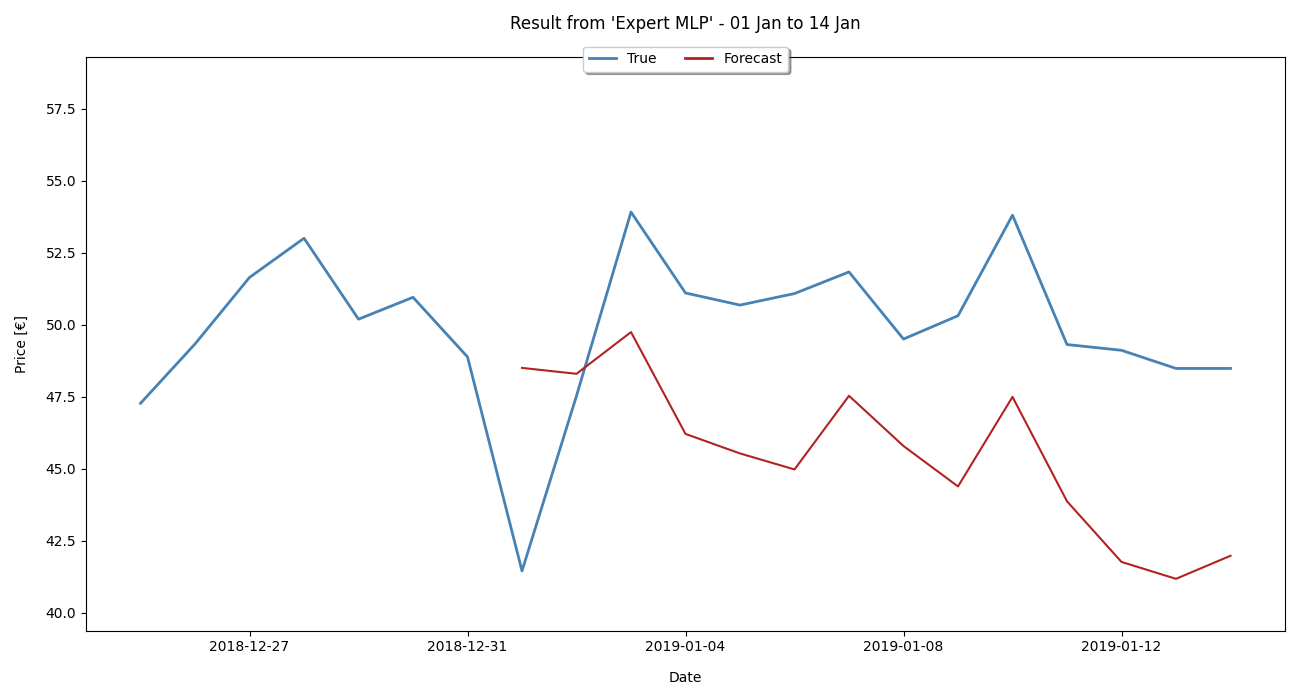 Result from 'Expert MLP' - 01 Jan to 14 Jan
True Forecast
57.5
55.0
52.5
50.0
47.5
45.0
42.5
40.0
Price [€]
2018-12-27 2018-12-31 2019-01-04 2019-01-08 2019-01-12
Date